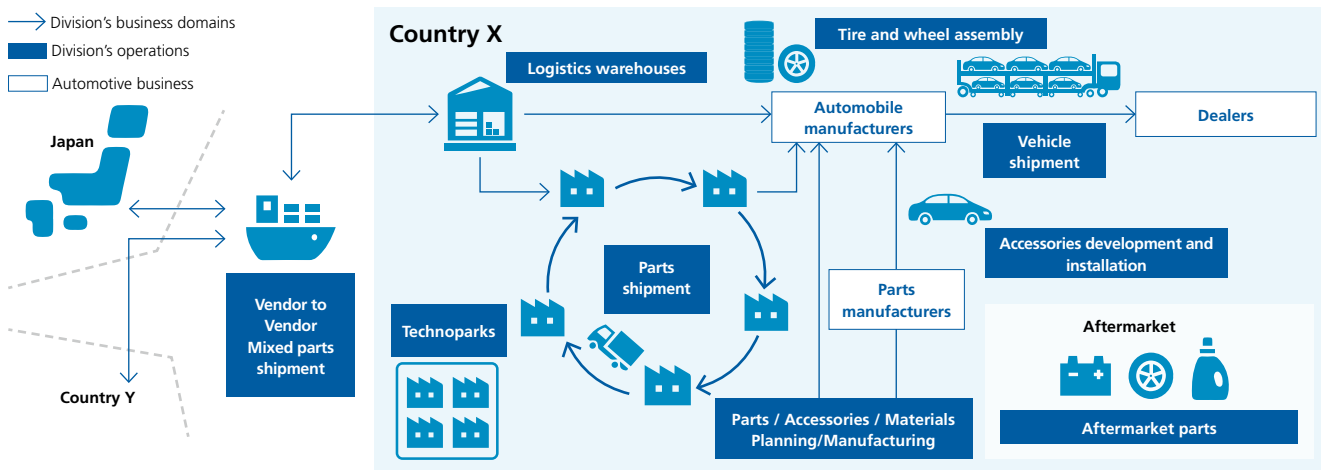 Division's business domains
Division's operations
Automotive business
Japan
Country Y
Vendor to
Vendor
Mixed parts
shipment
Country X
Logistics warehouses
Tire and wheel assembly
Automobile
manufacturers
Vehicle
shipment
Dealers
Accessories development and
installation
Parts
shipment
Parts
manufacturers
Technoparks
Parts / Accessories / Materials
Planning/Manufacturing
Aftermarket
Aftermarket parts